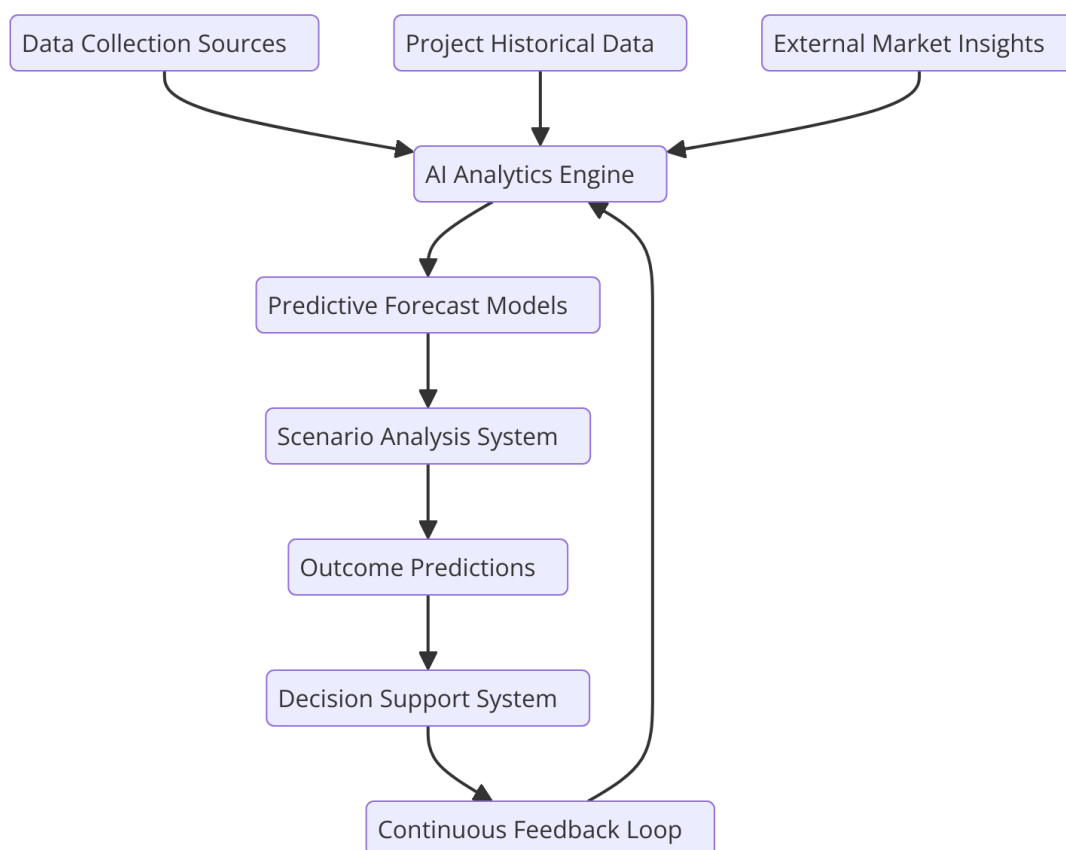 Data Collection Sources
Project Historical Data
External Market Insights
AI Analytics Engine
Predictive Forecast Models
Scenario Analysis System
Outcome Predictions
Decision Support System
Continuous Feedback Loop